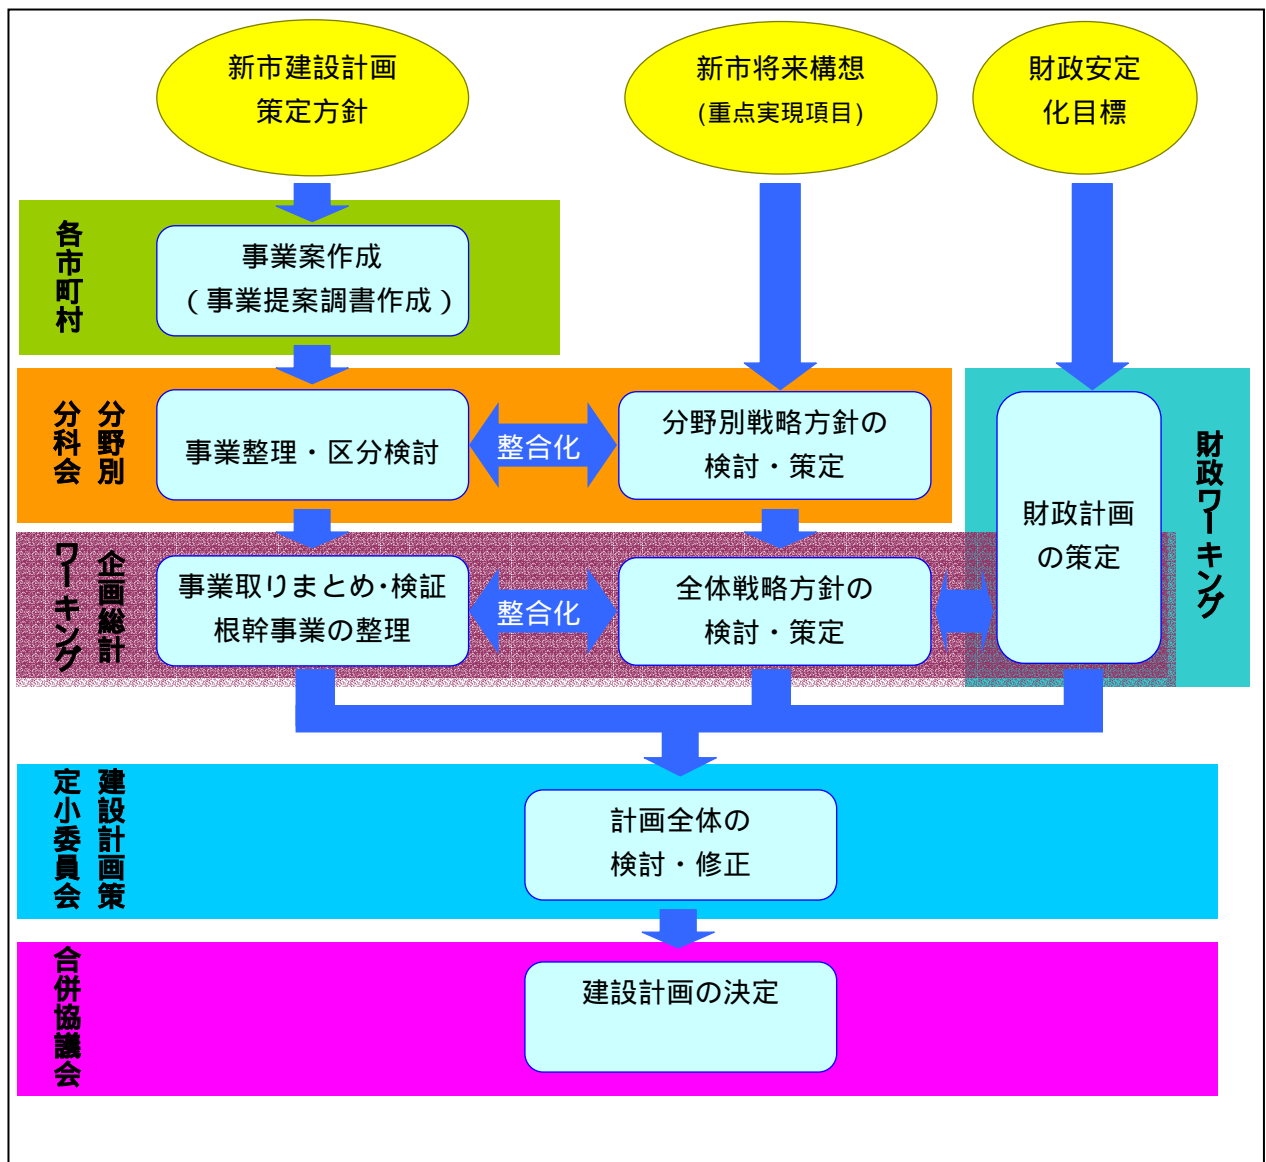 新市建設計画
策定方針
新市将来構想
(重点実現項目)
財政安定
化目標
各市町村
事業案作成
（事業提案調書作成）
分野別
分科会
事業整理・区分検討
整合化
分野別戦略方針の
検討・策定
財政計画
の策定
財政ワーキング
企画総計
ワーキング
事業取りまとめ・検証
根幹事業の整理
整合化
全体戦略方針の
検討・策定
建設計画策
定小委員会
計画全体の
検討・修正
合併協議会
建設計画の決定